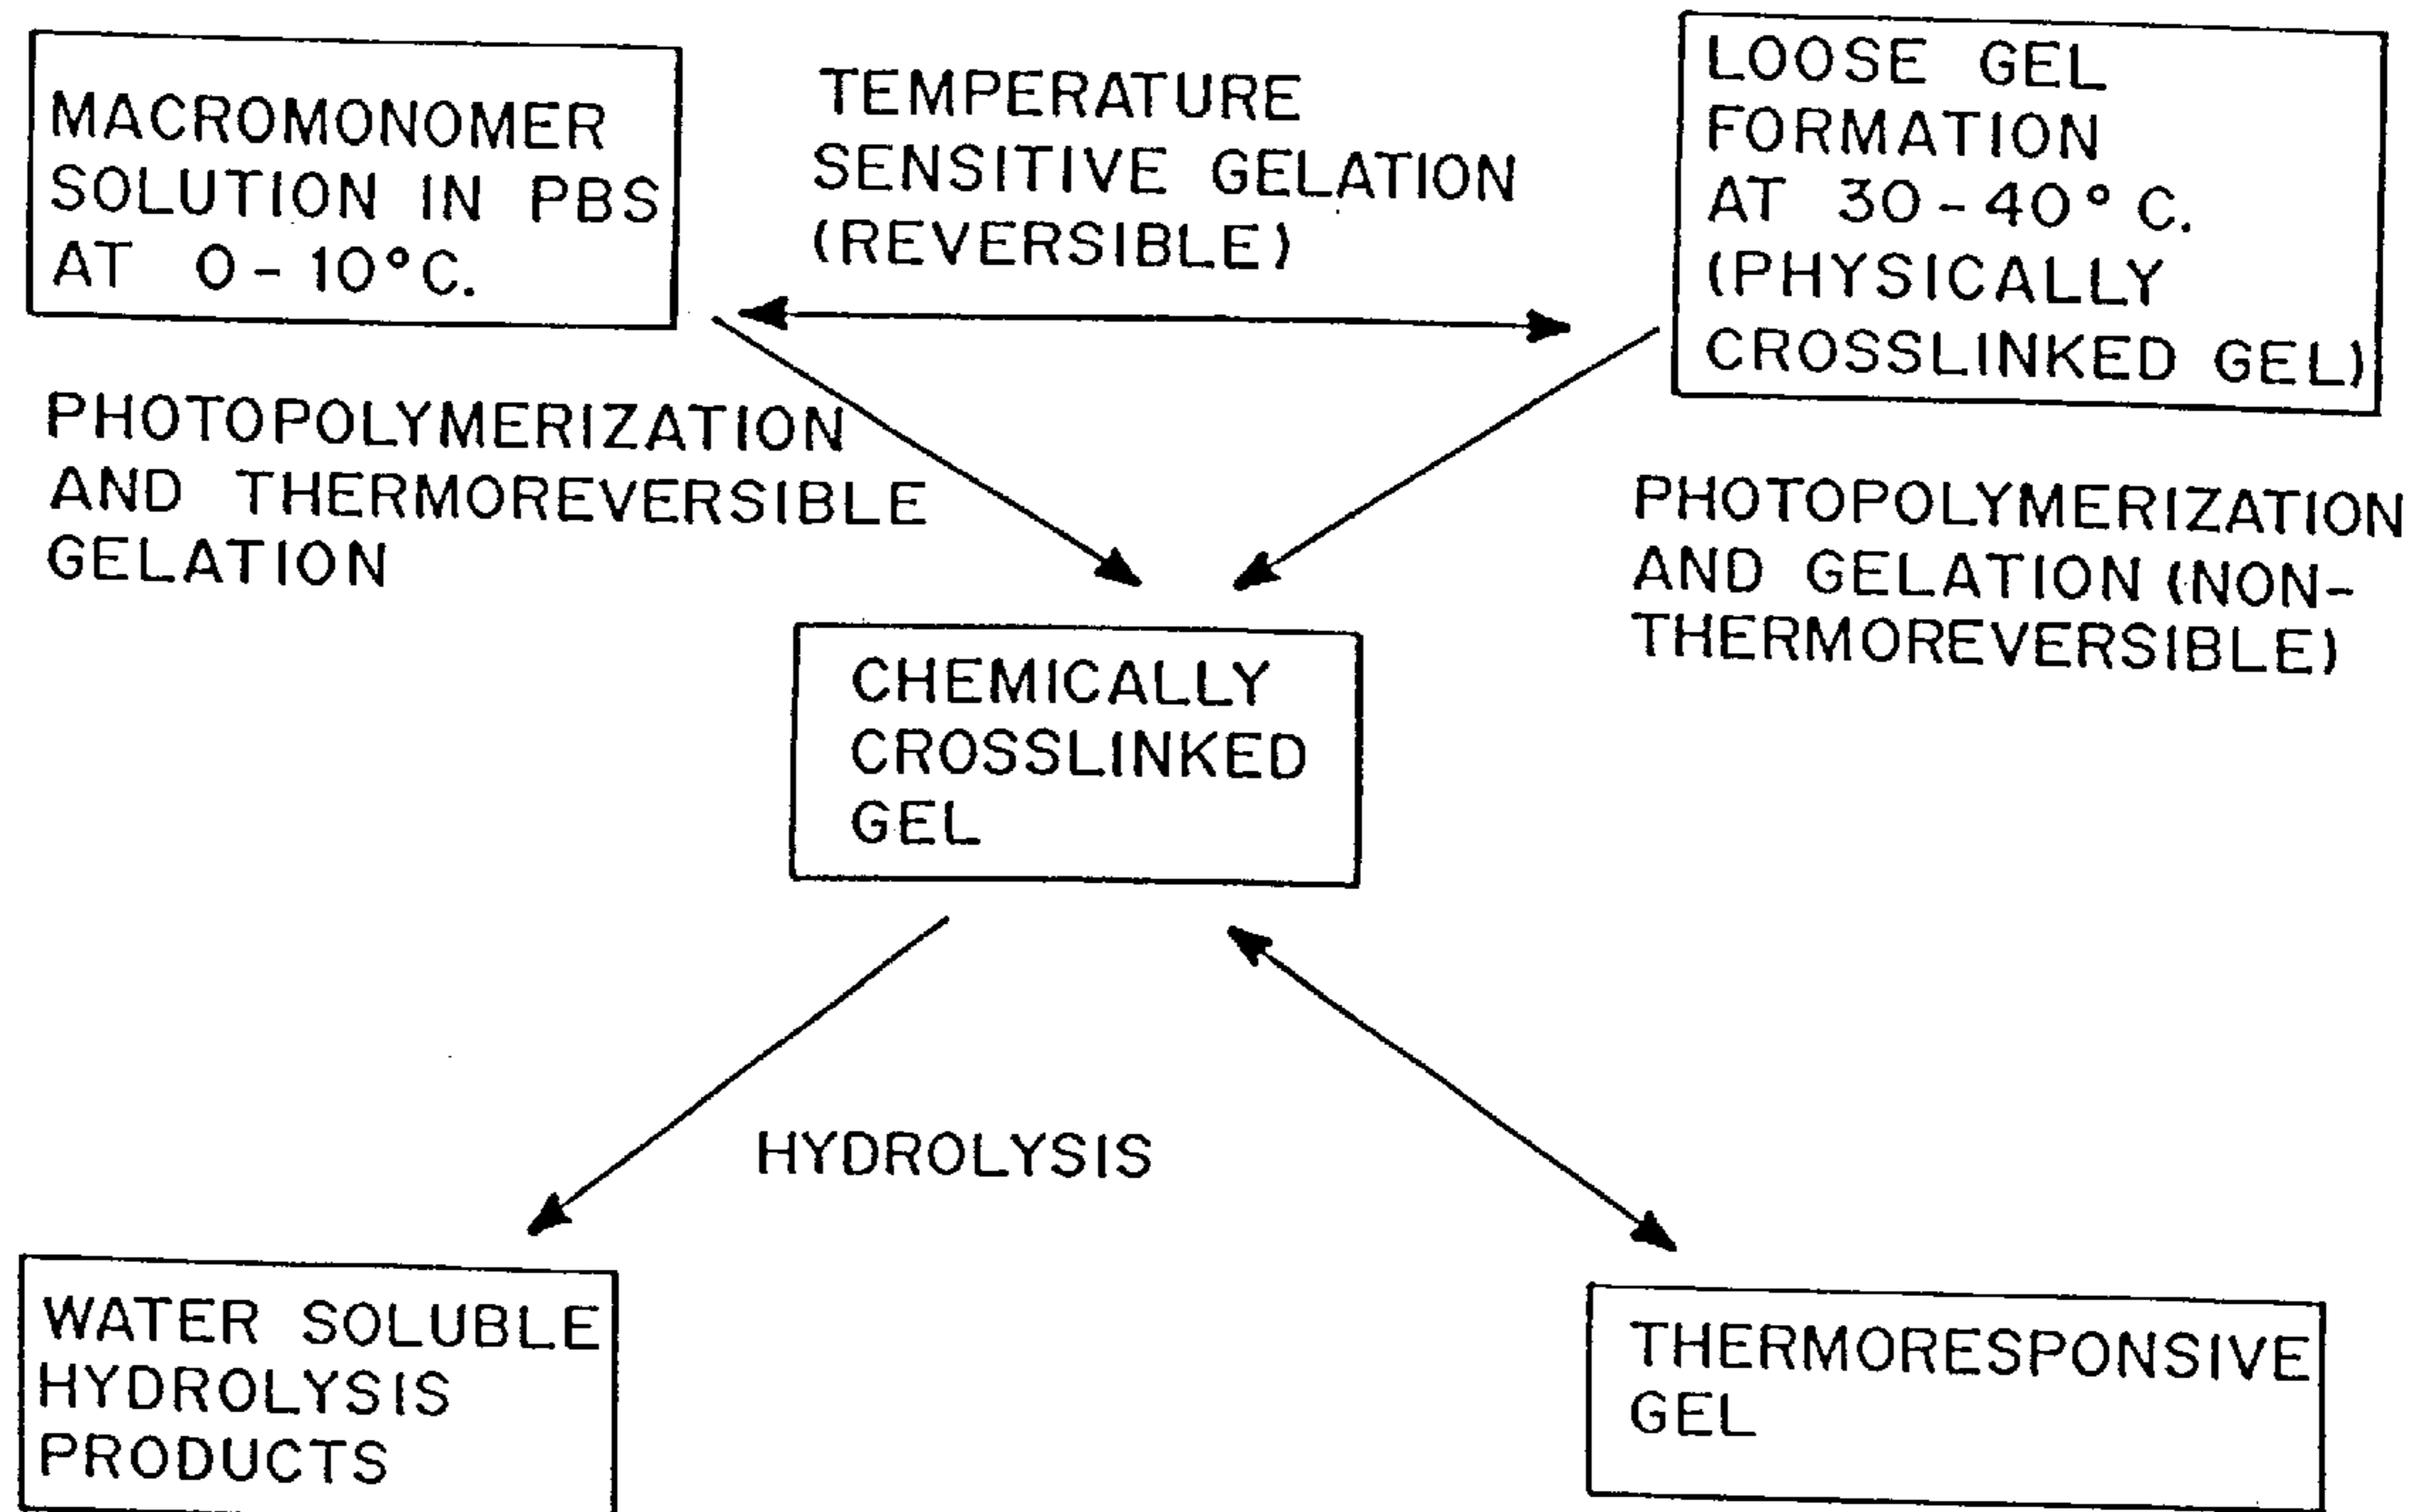 MACROMONOMER
SOLUTION IN PBS
AT 0-10°C.
TEMPERATURE
SENSITIVE GELATION
(REVERSIBLE)
LOOSE GEL
FORMATION
AT 30-40°C.
(PHYSICALLY
CROSSLINKED GEL)
PHOTOPOLYMERIZATION
AND THERMOREVERSIBLE
GELATION
PHOTOPOLYMERIZATION
AND GELATION (NON-
THERMOREVERSIBLE)
CHEMICALLY
CROSSLINKED
GEL
HYDROLYSIS
WATER SOLUBLE
HYDROLYSIS
PRODUCTS
THERMORESPONSIVE
GEL